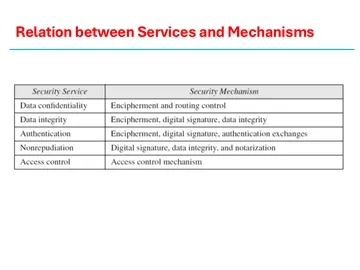 Relation between Services and Mechanisms
Security Service Security Mechanism
Data confidentiality Encipherment and routing control
Data integrity Encipherment, digital signature, data integrity
Authentication Encipherment, digital signature, authentication exchanges
Nonrepudiation Digital signature, data integrity, and notarization
Access control Access control mechanism